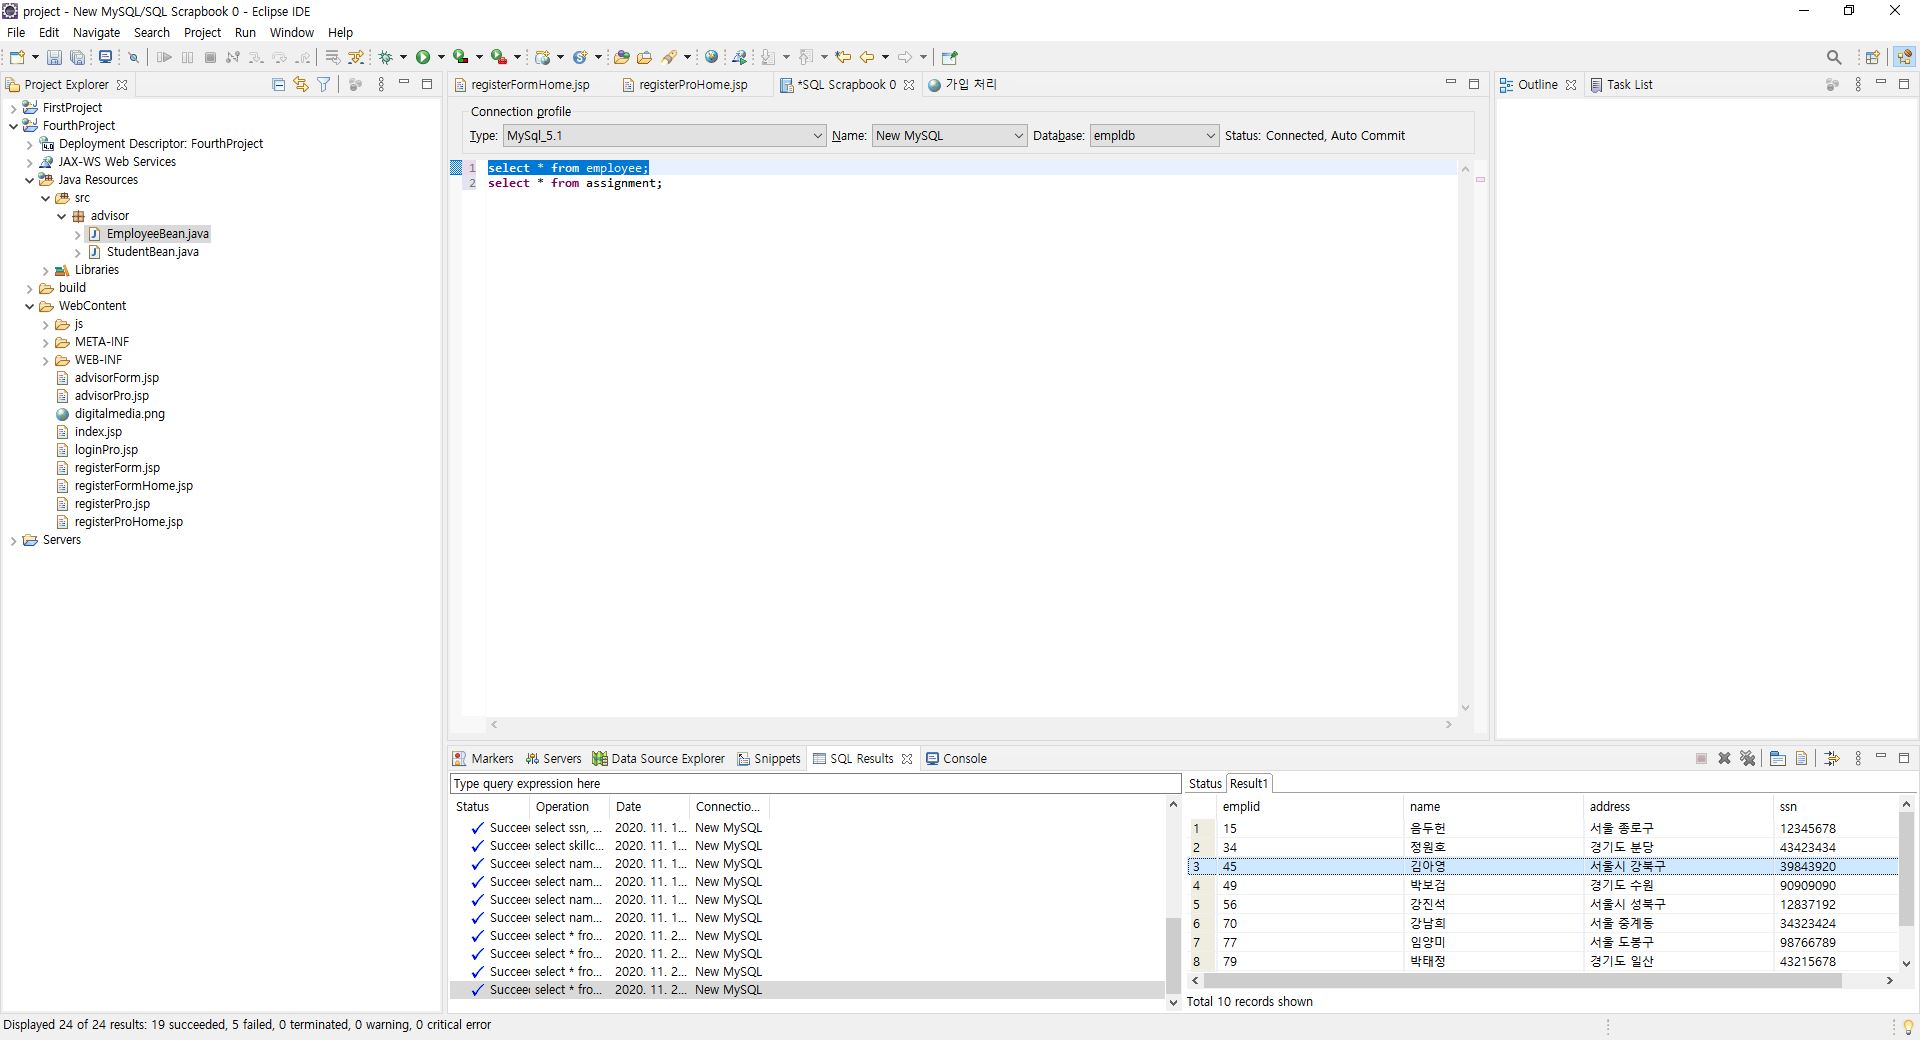 project - New MySQL/SQL Scrapbook 0 - Eclipse IDE
File Edit Navigate Search Project Run Window Help
Project Explorer
FirstProject
FourthProject
Deployment Descriptor: FourthProject
JAX-WS Web Services
Java Resources
src
advisor
EmployeeBean.java
StudentBean.java
Libraries
build
WebContent
js
META-INF
WEB-INF
advisorForm.jsp
advisorPro.jsp
digitalmedia.png
index.jsp
loginPro.jsp
registerForm.jsp
registerFormHome.jsp
registerPro.jsp
registerProHome.jsp
Servers
registerFormHome.jsp registerProHome.jsp *SQL Scrapbook 0 가입 처리
Connection profile
Type: MySql_5.1 Name: New MySQL Database: empldb Status: Connected, Auto Commit
1 select * from employee;
2 select * from assignment;
Outline Task List
Markers Servers Data Source Explorer Snippets SQL Results Console
Type query expression here
Status Operation Date Connectio...
Succee select ssn, ... 2020. 11. 1... New MySQL
Succee select skillc... 2020. 11. 1... New MySQL
Succee select nam... 2020. 11. 1... New MySQL
Succee select nam... 2020. 11. 1... New MySQL
Succee select nam... 2020. 11. 1... New MySQL
Succee select nam... 2020. 11. 1... New MySQL
Succee select * fro... 2020. 11. 2... New MySQL
Succee select * fro... 2020. 11. 2... New MySQL
Succee select * fro... 2020. 11. 2... New MySQL
Succee select * fro... 2020. 11. 2... New MySQL
Status Result1
emplid name address ssn
1 15 음두헌 서울 종로구 12345678
2 34 정원호 경기도 분당 43423434
3 45 김아영 서울시 강북구 39843920
4 49 박보검 경기도 수원 90909090
5 56 강진석 서울시 성북구 12837192
6 70 강남희 서울 중계동 34323424
7 77 임양미 서울 도봉구 98766789
8 79 박태정 경기도 일산 43215678
Total 10 records shown
Displayed 24 of 24 results: 19 succeeded, 5 failed, 0 terminated, 0 warning, 0 critical error